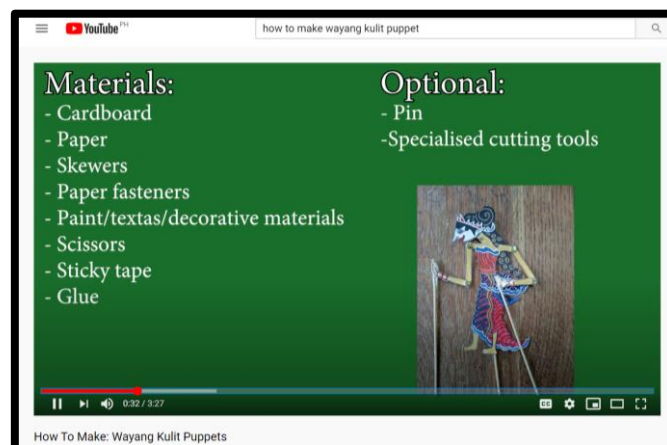 YouTube PH
how to make wayang kulit puppet
Materials:
- Cardboard
- Paper
- Skewers
- Paper fasteners
- Paint/textas/decorative materials
- Scissors
- Sticky tape
- Glue
Optional:
- Pin
-Specialised cutting tools
0:32 / 3:27
CC
How To Make: Wayang Kulit Puppets